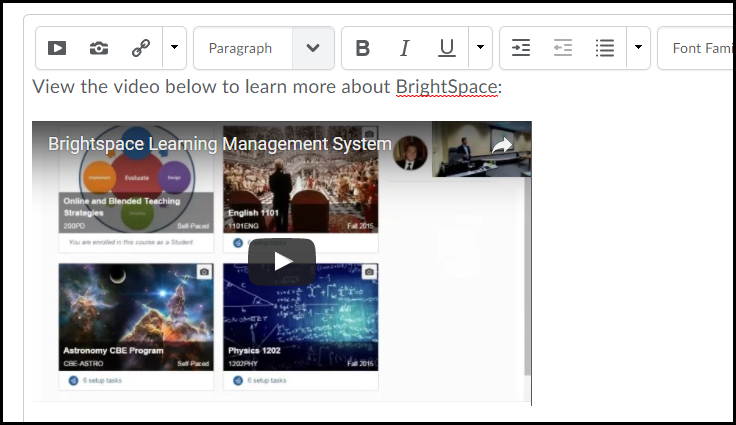 Paragraph
B I U
Font Fami
View the video below to learn more about BrightSpace:
Brightspace Learning Management System
Implement
Evaluate
Design
Online and Blended Teaching
Strategies
200PD
Self-Paced
You are enrolled in this course as a Student.
English 1101
1101ENG
Fall 2015
setup tasks
Astronomy CBE Program
CBE-ASTRO
Self-Paced
6 setup tasks
Physics 1202
1202PHY
Fall 2015
6 setup tasks